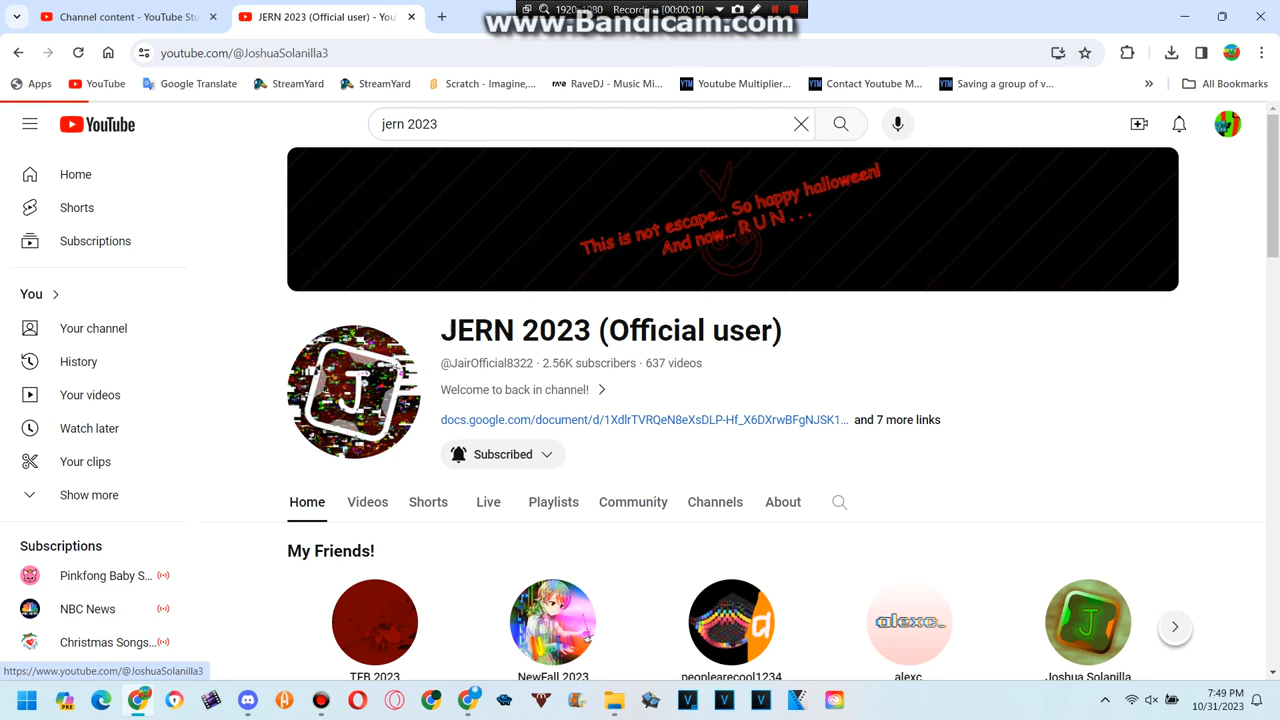 Content channel - YouTube St
JERN 2023 (Official user) - You
1920x1080 Recording [00:00:10]
www.Bandicam.com
youtube.com/@JoshuaSolanilla3
Apps
YouTube
Google Translate
StreamYard
StreamYard
Scratch - Imagine,...
RaveDJ - Music Mi...
Youtube Multiplier...
Contact Youtube M...
Saving a group of v...
All Bookmarks
YouTube
jern 2023
Home
Shorts
Subscriptions
You
Your channel
History
Your videos
Watch later
Your clips
Show more
Subscriptions
Pinkfong Baby S...
NBC News
Christmas Songs...
This is not escape... So happy halloween!
And now... R U N . . .
J
JERN 2023 (Official user)
@JairOfficial8322 · 2.56K subscribers · 637 videos
Welcome to back in channel!
docs.google.com/document/d/1XdlrTVRQeN8eXsDLP-Hf_X6DXrwBFgNJSK1... and 7 more links
Subscribed
Home Videos Shorts Live Playlists Community Channels About
My Friends!
a
alexc_
J
TFB 2023
NewFall 2023
peoplearecool1234
alexc
Joshua Solanilla
https://www.youtube.com/@JoshuaSolanilla3
7:49 PM
10/31/2023